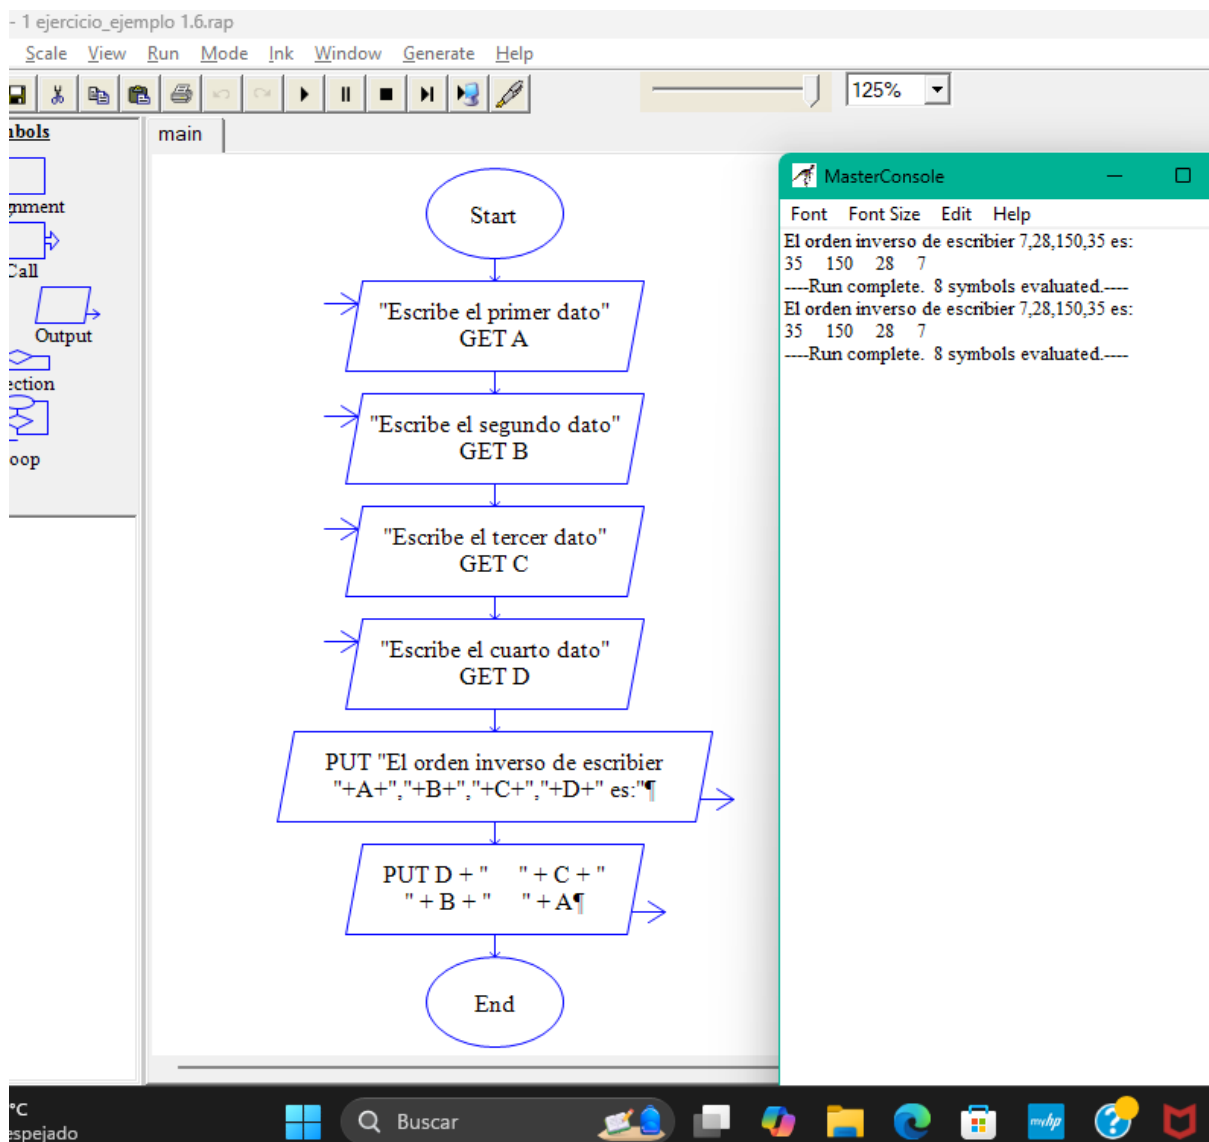 - 1 ejercicio_ejemplo 1.6.rap
Scale View Run Mode Ink Window Generate Help
125%
main
Output
Start
"Escribe el primer dato"
GET A
"Escribe el segundo dato"
GET B
"Escribe el tercer dato"
GET C
"Escribe el cuarto dato"
GET D
PUT "El orden inverso de escribier
"+A+","+B+","+C+","+D+" es:"¶
PUT D + "     " + C + "
" + B + "     " + A¶
End
MasterConsole
Font Font Size Edit Help
El orden inverso de escribier 7,28,150,35 es:
35     150     28     7
----Run complete.  8 symbols evaluated.----
El orden inverso de escribier 7,28,150,35 es:
35     150     28     7
----Run complete.  8 symbols evaluated.----
°C
espejado
Buscar
myhp